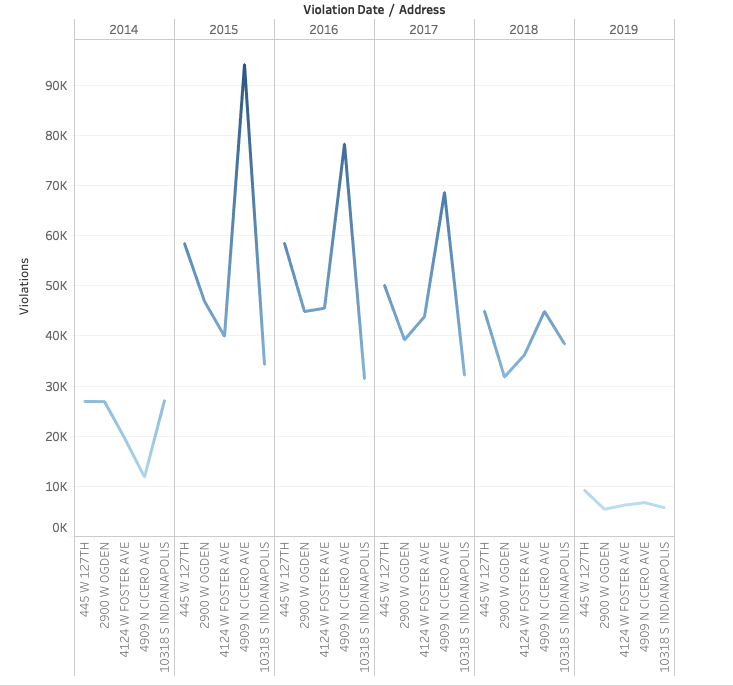 Violation Date / Address
2014 2015 2016 2017 2018 2019
90K
80K
70K
60K
50K
40K
30K
20K
10K
0K
Violations
445 W 127TH
2900 W OGDEN
4124 W FOSTER AVE
4909 N CICERO AVE
10318 S INDIANAPOLIS
445 W 127TH
2900 W OGDEN
4124 W FOSTER AVE
4909 N CICERO AVE
10318 S INDIANAPOLIS
445 W 127TH
2900 W OGDEN
4124 W FOSTER AVE
4909 N CICERO AVE
10318 S INDIANAPOLIS
445 W 127TH
2900 W OGDEN
4124 W FOSTER AVE
4909 N CICERO AVE
10318 S INDIANAPOLIS
445 W 127TH
2900 W OGDEN
4124 W FOSTER AVE
4909 N CICERO AVE
10318 S INDIANAPOLIS
445 W 127TH
2900 W OGDEN
4124 W FOSTER AVE
4909 N CICERO AVE
10318 S INDIANAPOLIS